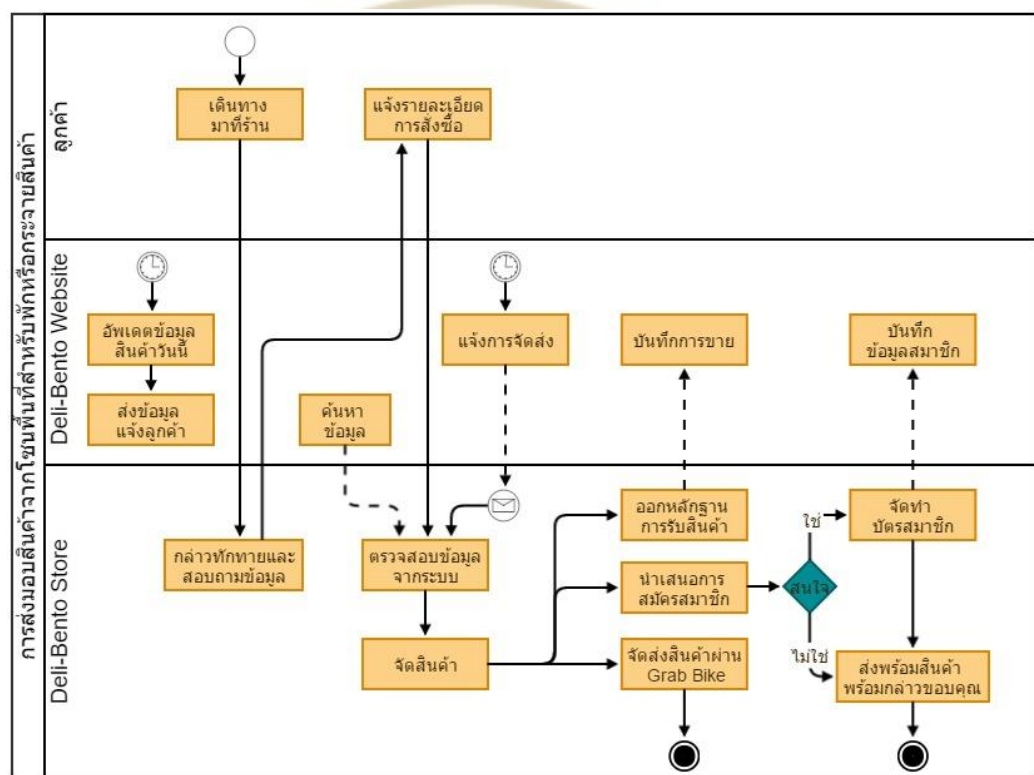 การส่งมอบสินค้าจากโซนพื้นที่สำหรับพักหรือกระจายสินค้า
ลูกค้า
เดินทาง
มาที่ร้าน
แจ้งรายละเอียด
การสั่งซื้อ
Deli-Bento Website
อัพเดตข้อมูล
สินค้าวันนี้
ส่งข้อมูล
แจ้งลูกค้า
ค้นหา
ข้อมูล
แจ้งการจัดส่ง
บันทึกการขาย
บันทึก
ข้อมูลสมาชิก
Deli-Bento Store
กล่าวทักทายและ
สอบถามข้อมูล
ตรวจสอบข้อมูล
จากระบบ
จัดสินค้า
ออกหลักฐาน
การรับสินค้า
นำเสนอการ
สมัครสมาชิก
จัดส่งสินค้าผ่าน
Grab Bike
สนใจ
ใช่
ไม่ใช่
จัดทำ
บัตรสมาชิก
ส่งพร้อมสินค้า
พร้อมกล่าวขอบคุณ